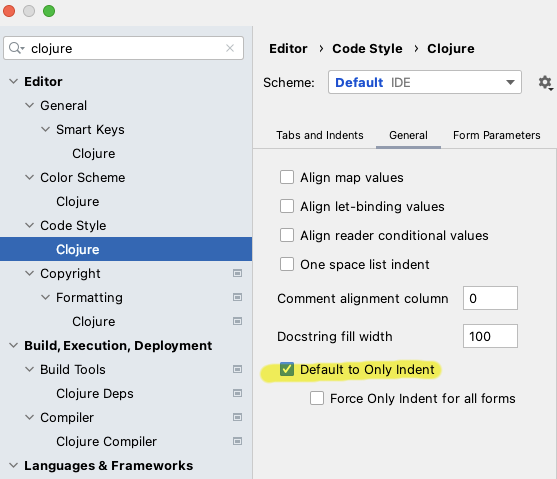 clojure
Editor
General
Smart Keys
Clojure
Color Scheme
Clojure
Code Style
Clojure
Copyright
Formatting
Clojure
Build, Execution, Deployment
Build Tools
Clojure Deps
Compiler
Clojure Compiler
Languages & Frameworks
Editor › Code Style › Clojure
Scheme: Default IDE
Tabs and Indents General Form Parameters
Align map values
Align let-binding values
Align reader conditional values
One space list indent
Comment alignment column 0
Docstring fill width 100
Default to Only Indent
Force Only Indent for all forms